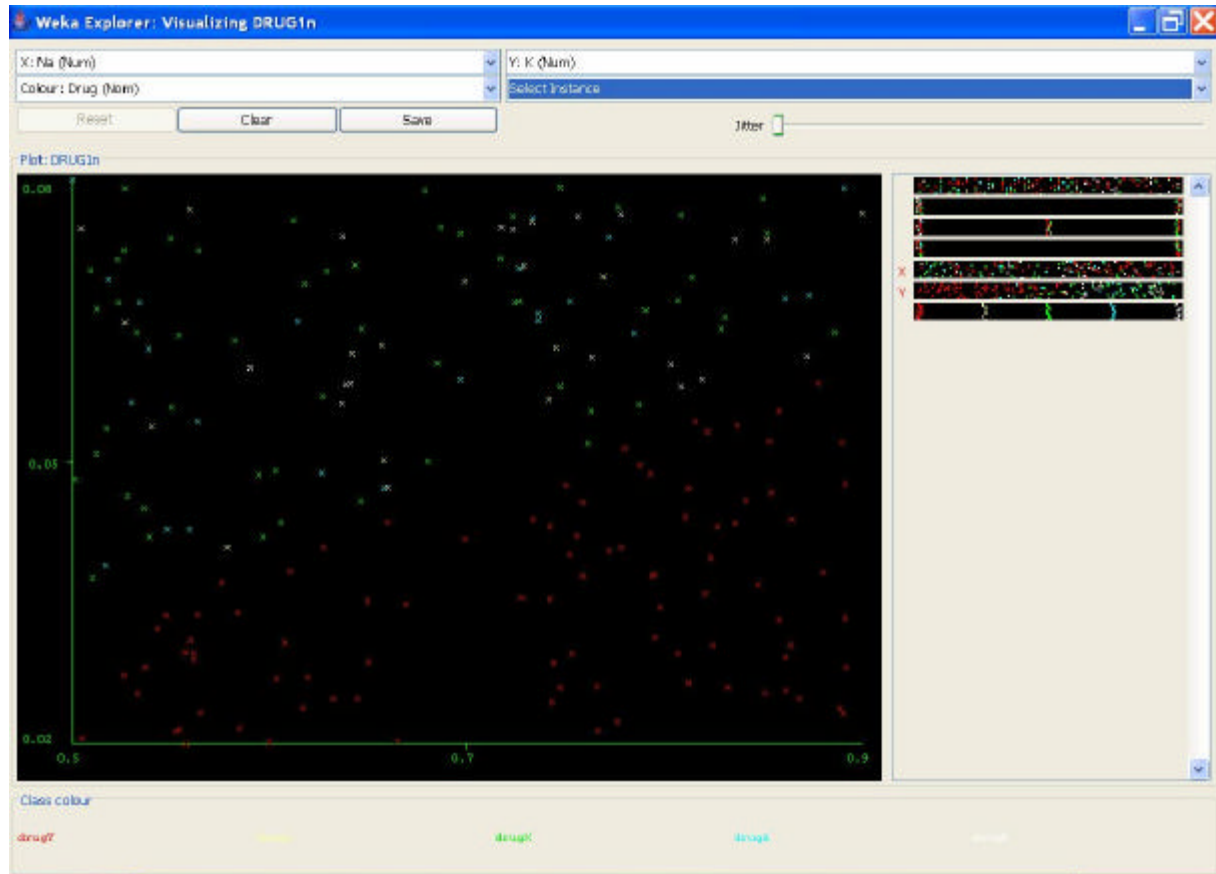 Weka Explorer: Visualizing DRUG1n
X: Na (Num) Y: K (Num)
Colour: Drug (Nom) Select Instance
Reset Clear Save Jitter
Plot: DRUG1n
0.08
X
Y
0.05
0.02
0.5 0.7 0.9
Class colour
drugY drugX